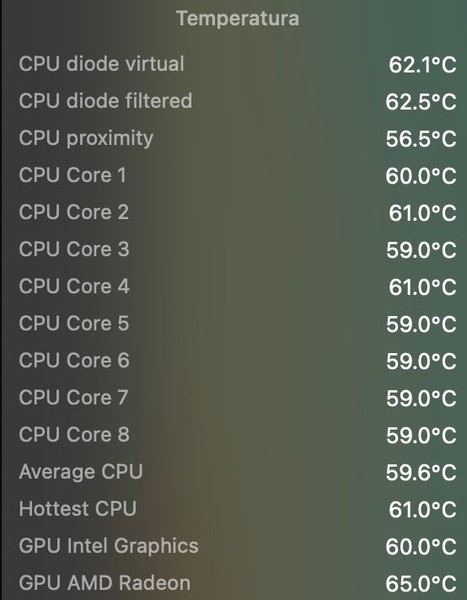 Temperatura
CPU diode virtual 62.1°C
CPU diode filtered 62.5°C
CPU proximity 56.5°C
CPU Core 1 60.0°C
CPU Core 2 61.0°C
CPU Core 3 59.0°C
CPU Core 4 61.0°C
CPU Core 5 59.0°C
CPU Core 6 59.0°C
CPU Core 7 59.0°C
CPU Core 8 59.0°C
Average CPU 59.6°C
Hottest CPU 61.0°C
GPU Intel Graphics 60.0°C
GPU AMD Radeon 65.0°C